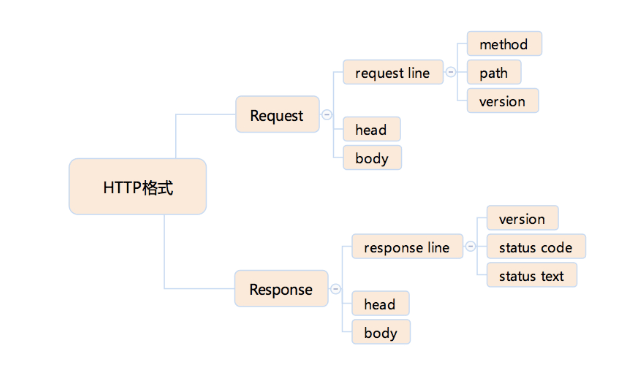 HTTP格式
Request
request line
method
path
version
head
body
Response
response line
version
status code
status text
head
body